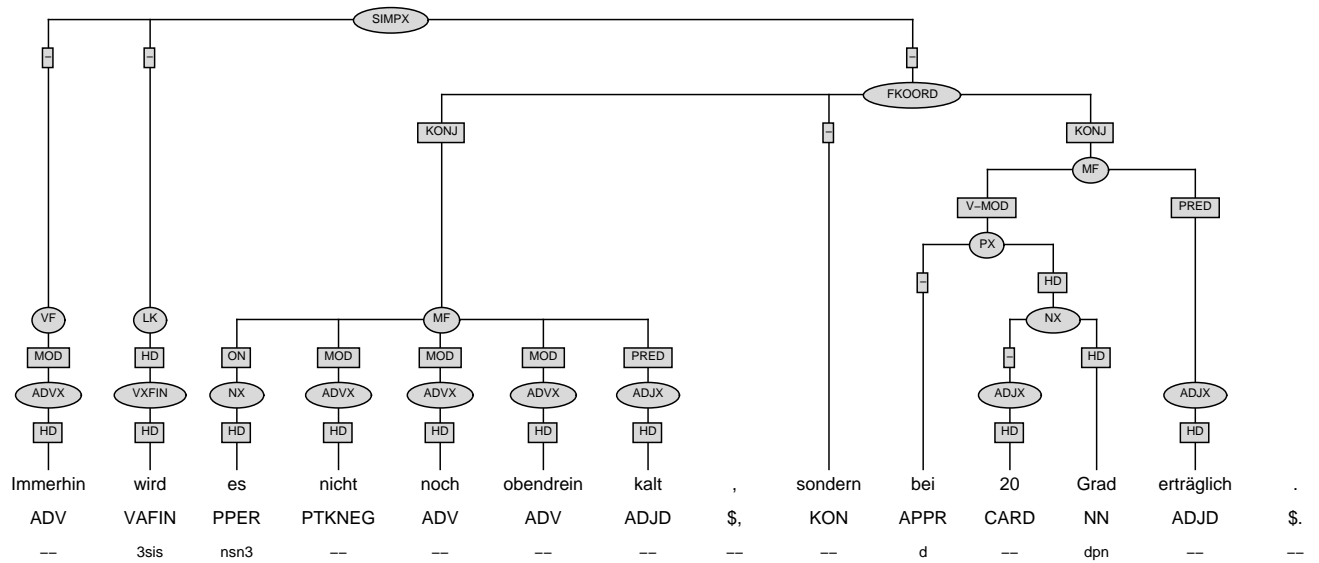 SIMPX
– – –
FKOORD
KONJ – KONJ
MF
V–MOD PRED
PX
– HD
VF LK MF NX
MOD HD ON MOD MOD MOD PRED – HD
ADVX VXFIN NX ADVX ADVX ADVX ADJX ADJX ADJX
HD HD HD HD HD HD HD HD HD
Immerhin wird es nicht noch obendrein kalt , sondern bei 20 Grad erträglich .
ADV VAFIN PPER PTKNEG ADV ADV ADJD $, KON APPR CARD NN ADJD $.
–– 3sis nsn3 –– –– –– –– –– –– d –– dpn –– ––